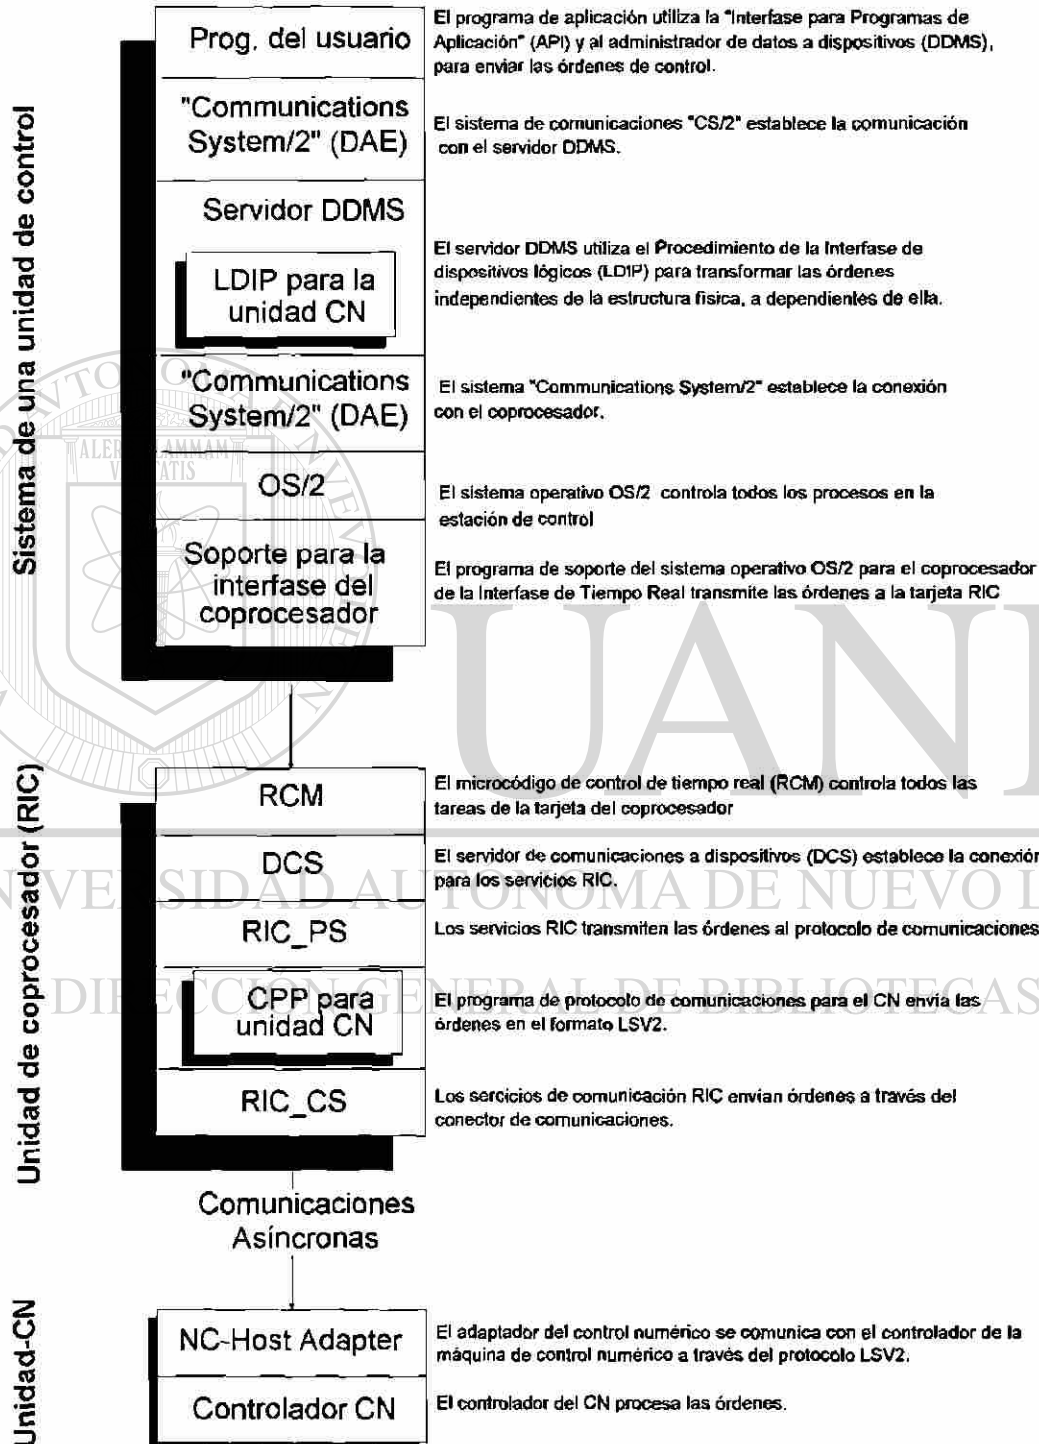 Sistema de una unidad de control
Prog. del usuario
El programa de aplicación utiliza la "Interfase para Programas de
Aplicación" (API) y al administrador de datos a dispositivos (DDMS),
para enviar las órdenes de control.
"Communications
System/2" (DAE)
El sistema de comunicaciones "CS/2" establece la comunicación
con el servidor DDMS.
Servidor DDMS
LDIP para la
unidad CN
El servidor DDMS utiliza el Procedimiento de la Interfase de
dispositivos lógicos (LDIP) para transformar las órdenes
independientes de la estructura física, a dependientes de ella.
"Communications
System/2" (DAE)
El sistema "Communications System/2" establece la conexión
con el coprocesador.
OS/2
El sistema operativo OS/2 controla todos los procesos en la
estación de control
Soporte para la
interfase del
coprocesador
El programa de soporte del sistema operativo OS/2 para el coprocesador
de la Interfase de Tiempo Real transmite las órdenes a la tarjeta RIC
UANL
Unidad de coprocesador (RIC)
RCM
El microcódigo de control de tiempo real (RCM) controla todos las
tareas de la tarjeta del coprocesador
DCS
El servidor de comunicaciones a dispositivos (DCS) establece la conexión
para los servicios RIC.
UNIVERSIDAD AUTONOMA DE NUEVO L
RIC_PS
Los servicios RIC transmiten las órdenes al protocolo de comunicaciones
CPP para
unidad CN
El programa de protocolo de comunicaciones para el CN envía las
órdenes en el formato LSV2.
DIRECCION GENERAL DE BIBLIOTECAS
RIC_CS
Los sercicios de comunicación RIC envían órdenes a través del
conector de comunicaciones.
Comunicaciones
Asíncronas
Unidad-CN
NC-Host Adapter
El adaptador del control numérico se comunica con el controlador de la
máquina de control numérico a través del protocolo LSV2.
Controlador CN
El controlador del CN procesa las órdenes.